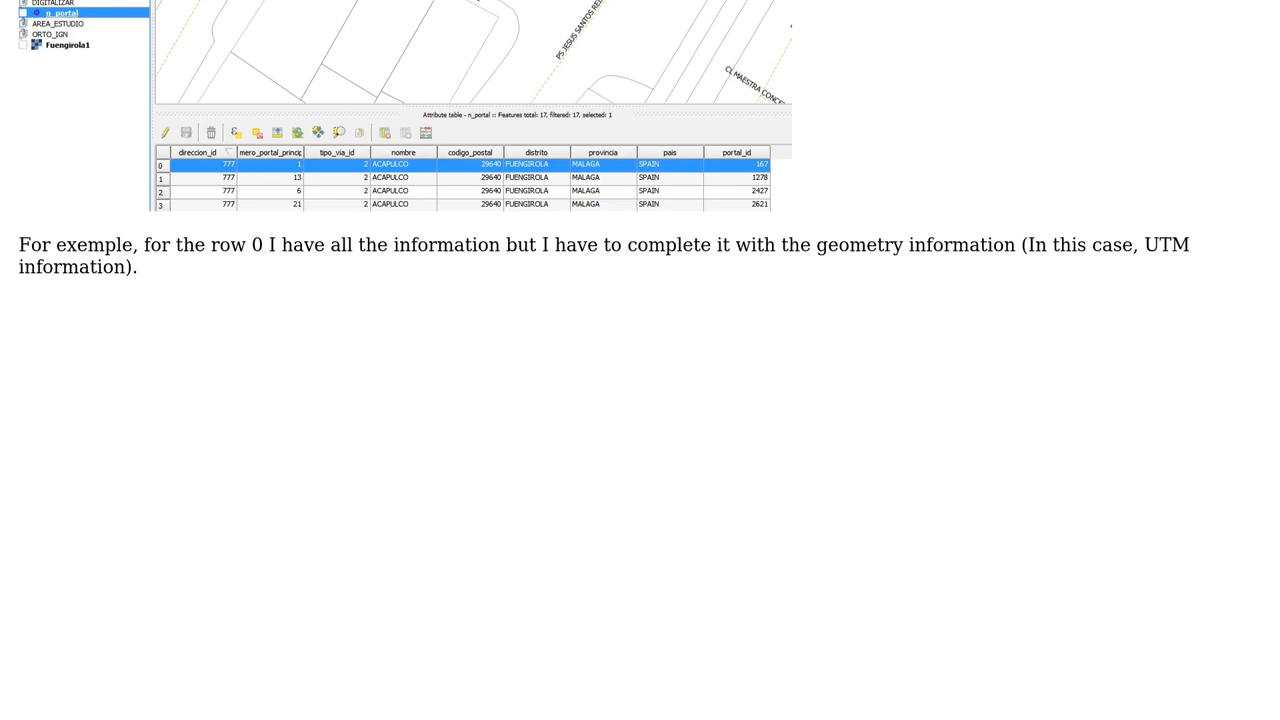 DIGITALIZAR
n_portal
AREA_ESTUDIO
ORTO_IGN
Fuengirola1
PS JESUS SANTOS REI
CL MAESTRA CONCE
Attribute table - n_portal :: Features total: 17, filtered: 17, selected: 1
direccion_id mero_portal_princip tipo_via_id nombre codigo_postal distrito provincia pais portal_id
0 777 1 2 ACAPULCO 29640 FUENGIROLA MALAGA SPAIN 167
1 777 13 2 ACAPULCO 29640 FUENGIROLA MALAGA SPAIN 1278
2 777 6 2 ACAPULCO 29640 FUENGIROLA MALAGA SPAIN 2427
3 777 21 2 ACAPULCO 29640 FUENGIROLA MALAGA SPAIN 2621
For exemple, for the row 0 I have all the information but I have to complete it with the geometry information (In this case, UTM
information).